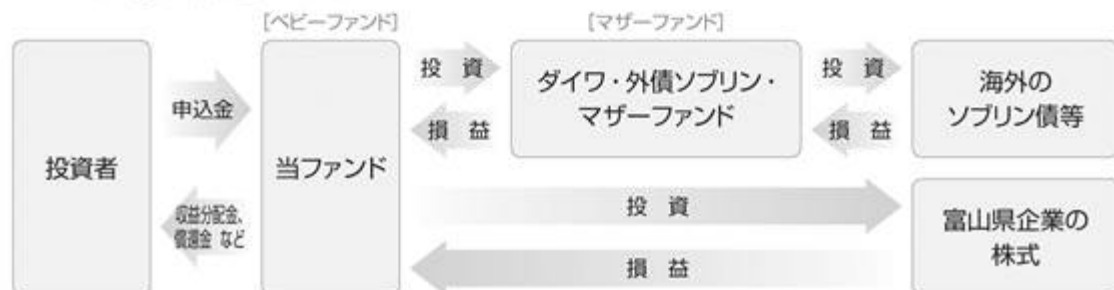 [ベビーファンド]
[マザーファンド]
投資者
申込金
収益分配金、
償還金 など
当ファンド
投 資
損 益
ダイワ・外債ソブリン・
マザーファンド
投 資
損 益
海外の
ソブリン債等
投 資
損 益
富山県企業の
株式